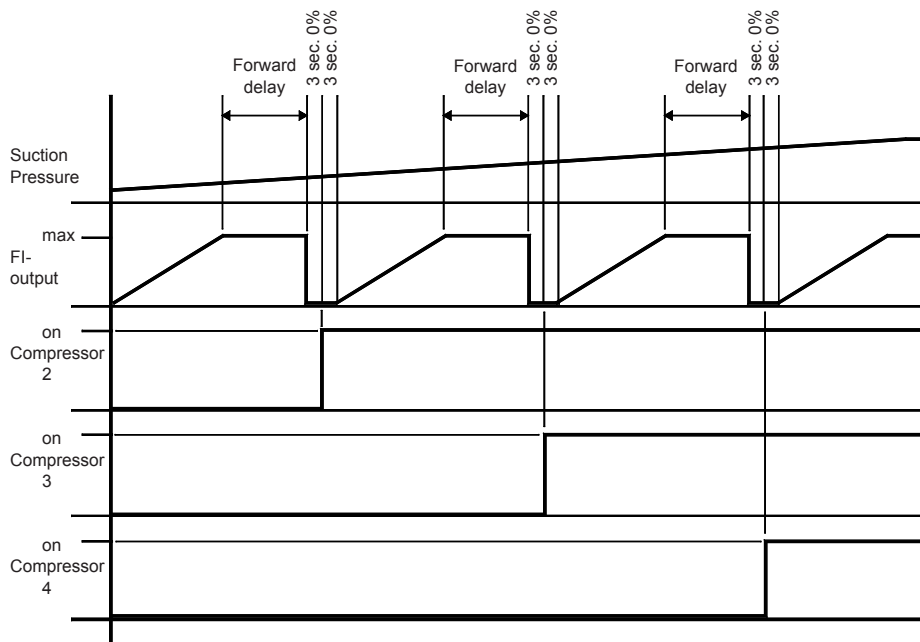 3 sec. 0%
3 sec. 0%
3 sec. 0%
3 sec. 0%
3 sec. 0%
3 sec. 0%
Forward
delay
Forward
delay
Forward
delay
Suction
Pressure
max
FI-
output
on
Compressor
2
on
Compressor
3
on
Compressor
4